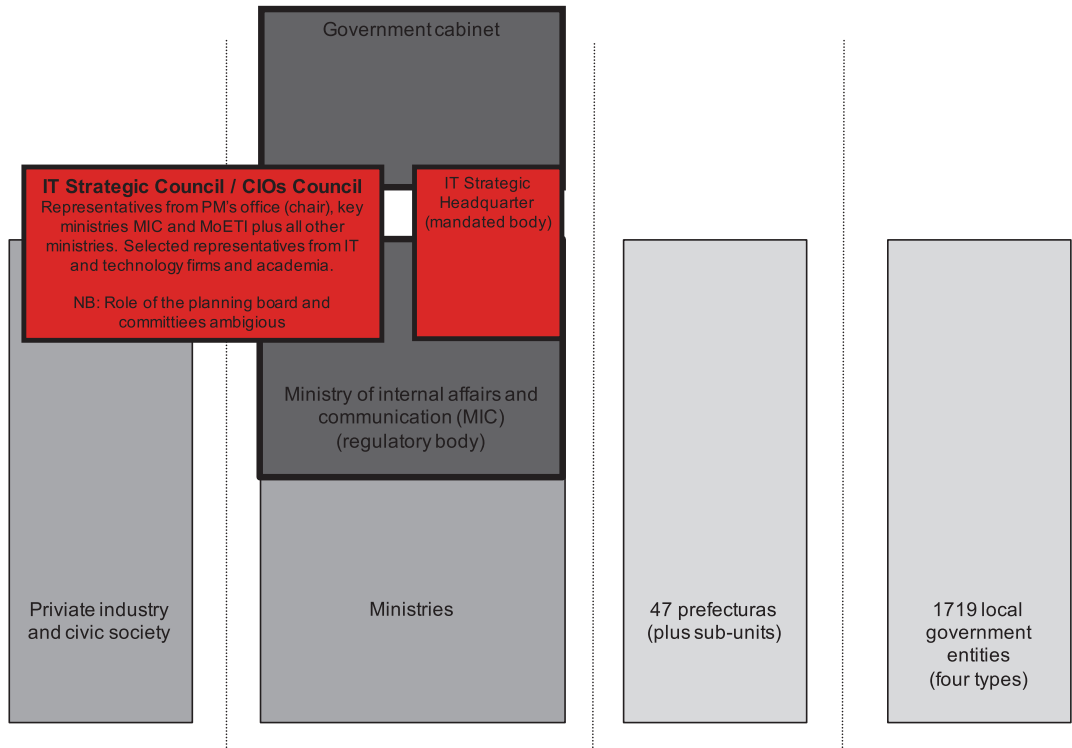 Government cabinet
IT Strategic Council / CIOs Council
Representatives from PM's office (chair), key
ministries MIC and MoETI plus all other
ministries. Selected representatives from IT
and technology firms and academia.
NB: Role of the planning board and
committiees ambigious
IT Strategic
Headquarter
(mandated body)
Ministry of internal affairs and
communication (MIC)
(regulatory body)
Priviate industry
and civic society
Ministries
47 prefecturas
(plus sub-units)
1719 local
government
entities
(four types)